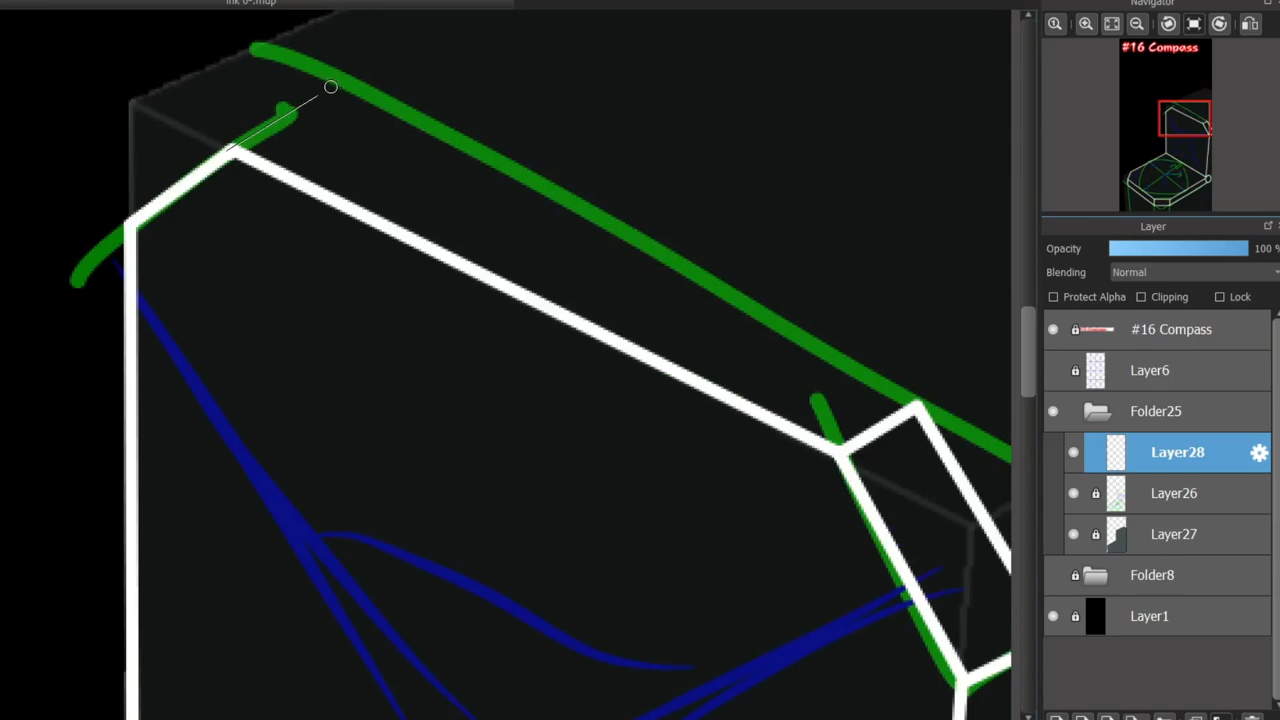 Navigator
#16 Compass
Layer
Opacity 100 %
Blending Normal
Protect Alpha Clipping Lock
#16 Compass
Layer6
Folder25
Layer28
Layer26
Layer27
Folder8
Layer1